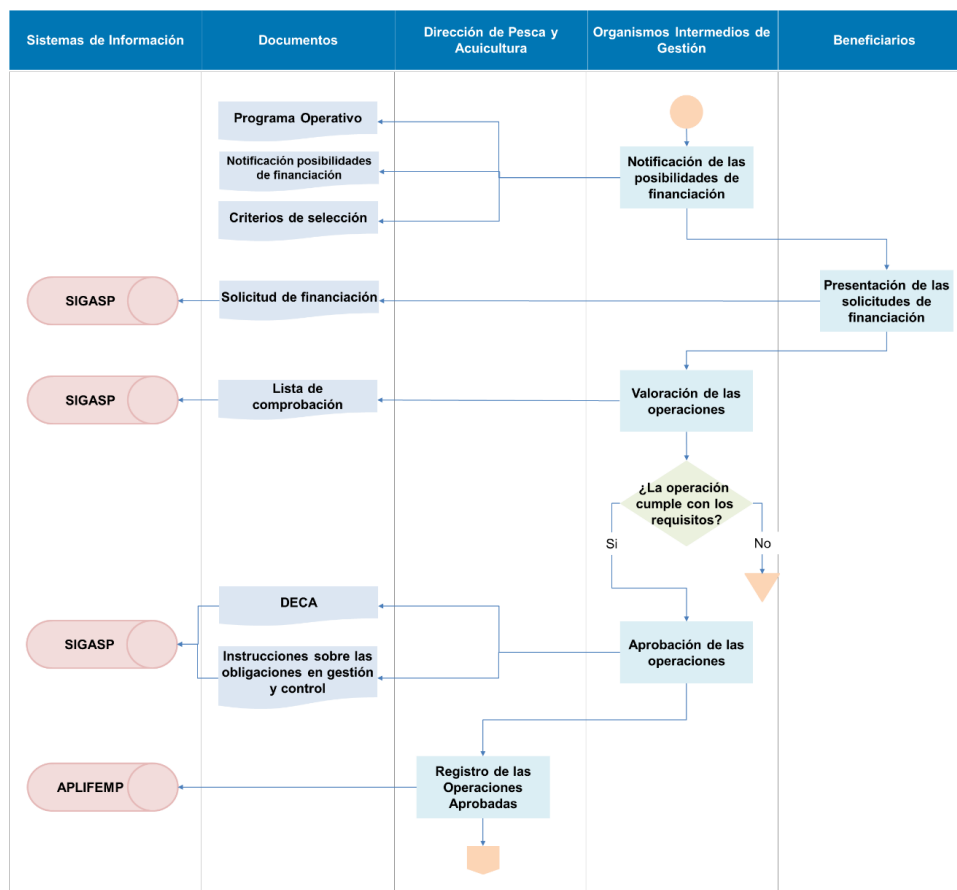 Sistemas de Información
Documentos
Dirección de Pesca y
Acuicultura
Organismos Intermedios de
Gestión
Beneficiarios
Programa Operativo
Notificación posibilidades
de financiación
Criterios de selección
Notificación de las
posibilidades de
financiación
SIGASP
Solicitud de financiación
Presentación de las
solicitudes de
financiación
SIGASP
Lista de
comprobación
Valoración de las
operaciones
¿La operación
cumple con los
requisitos?
Si
No
SIGASP
DECA
Instrucciones sobre las
obligaciones en gestión
y control
Aprobación de las
operaciones
APLIFEMP
Registro de las
Operaciones
Aprobadas